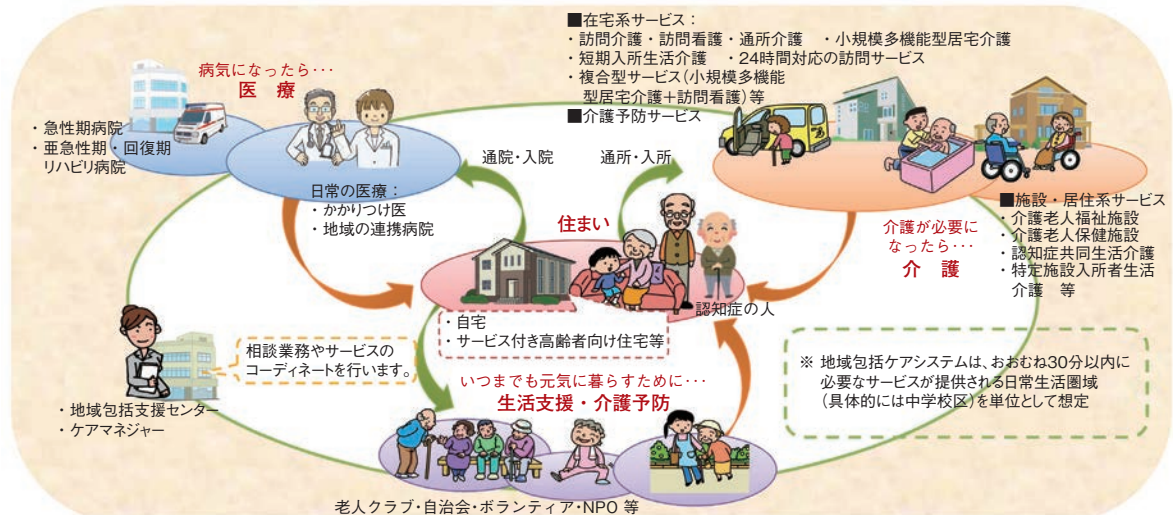 ■在宅系サービス：
・訪問介護・訪問看護・通所介護　・小規模多機能型居宅介護
・短期入所生活介護　・24時間対応の訪問サービス
・複合型サービス(小規模多機能
型居宅介護＋訪問看護)等
■介護予防サービス
病気になったら･･･
医療
・急性期病院
・亜急性期・回復期
リハビリ病院
日常の医療：
・かかりつけ医
・地域の連携病院
通院・入院
通所・入所
住まい
認知症の人
・自宅
・サービス付き高齢者向け住宅等
介護が必要に
なったら･･･
介　護
■施設・居住系サービス
・介護老人福祉施設
・介護老人保健施設
・認知症共同生活介護
・特定施設入所者生活
介護　等
相談業務やサービスの
コーディネートを行います。
・地域包括支援センター
・ケアマネジャー
いつまでも元気に暮らすために･･･
生活支援・介護予防
老人クラブ・自治会・ボランティア・NPO 等
※ 地域包括ケアシステムは、おおむね30分以内に
必要なサービスが提供される日常生活圏域
(具体的には中学校区)を単位として想定